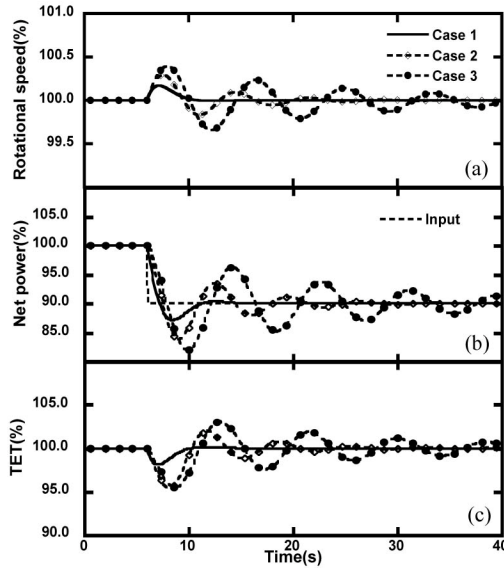 101.0
100.5
100.0
99.5
Rotational speed(%)
Case 1
Case 2
Case 3
(a)
105.0
100.0
95.0
90.0
85.0
Net power(%)
Input
(b)
105.0
100.0
95.0
90.0
TET(%)
(c)
0 10 20 30 40
Time(s)